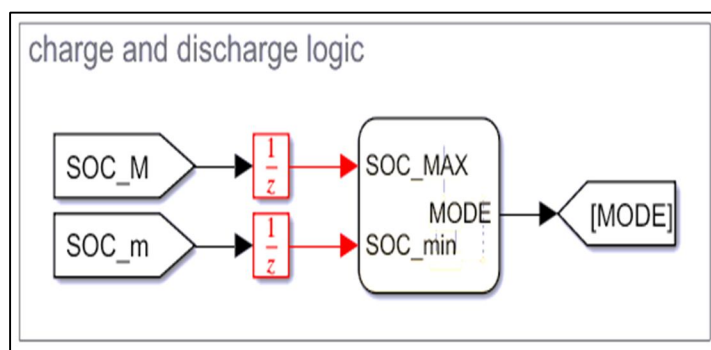 charge and discharge logic
SOC_M
1
z
SOC_MAX
MODE
[MODE]
SOC_m
1
z
SOC_min